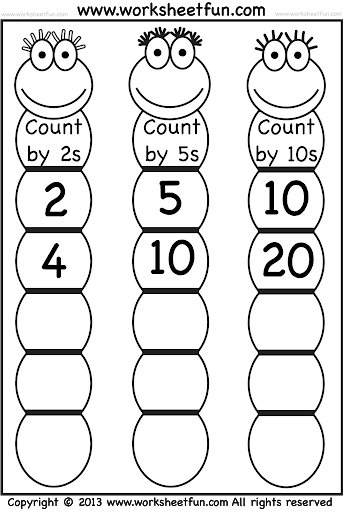 www.worksheetfun.com
Count Count Count
by 2s by 5s by 10s
2 5 10
4 10 20
Copyright © 2013 www.worksheetfun.com All rights reserved